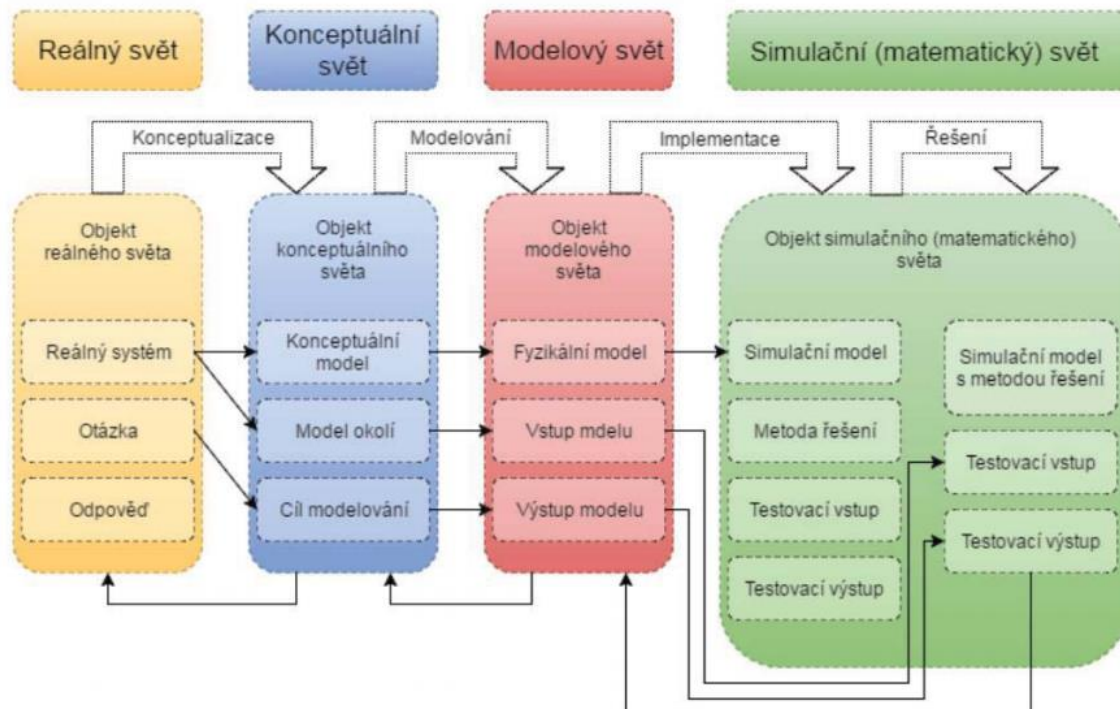 Reálný svět
Konceptuální
svět
Modelový svět
Simulační (matematický) svět
Konceptualizace
Modelování
Implementace
Řešení
Objekt
reálného světa
Reálný systém
Otázka
Odpověď
Objekt
konceptuálního
světa
Konceptuální
model
Model okolí
Cíl modelování
Objekt
modelového
světa
Fyzikální model
Vstup mdelu
Výstup modelu
Objekt simulačního (matematického)
světa
Simulační model
Metoda řešení
Testovací vstup
Testovací výstup
Simulační model
s metodou řešení
Testovací vstup
Testovací výstup